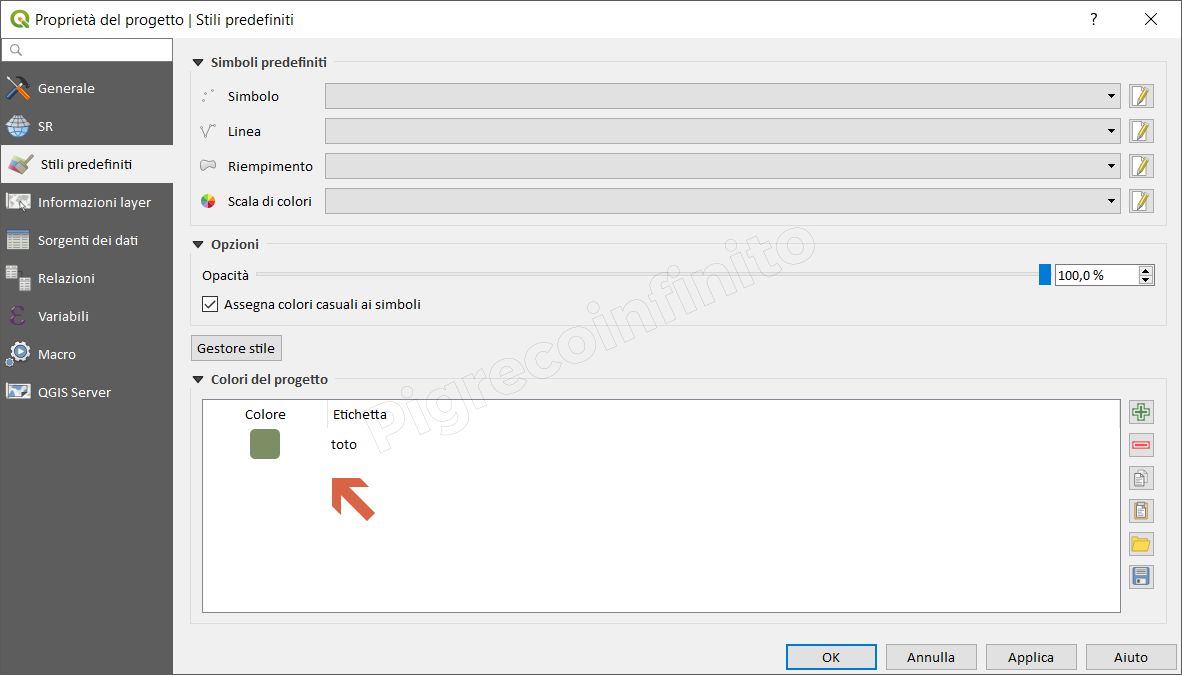 Proprietà del progetto | Stili predefiniti
?
Generale
SR
Stili predefiniti
Informazioni layer
Sorgenti dei dati
Relazioni
Variabili
Macro
QGIS Server
Simboli predefiniti
Simbolo
Linea
Riempimento
Scala di colori
Opzioni
Opacità 100,0 %
Assegna colori casuali ai simboli
Gestore stile
Colori del progetto
Colore Etichetta
toto
Pigrecoinfinito
OK Annulla Applica Aiuto